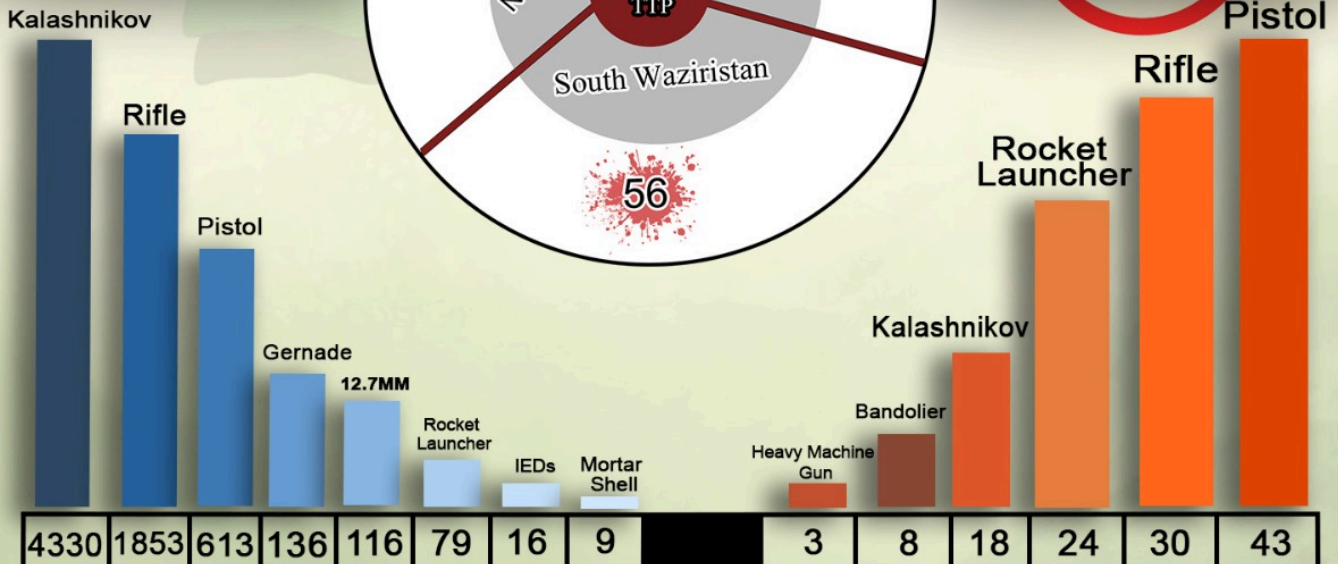 TTP
South Waziristan
56
Kalashnikov
Rifle
Pistol
Gernade
12.7MM
Rocket
Launcher
IEDs
Mortar
Shell
Heavy Machine
Gun
Bandolier
Kalashnikov
Rocket
Launcher
Rifle
Pistol
4330 1853 613 136 116 79 16 9 3 8 18 24 30 43